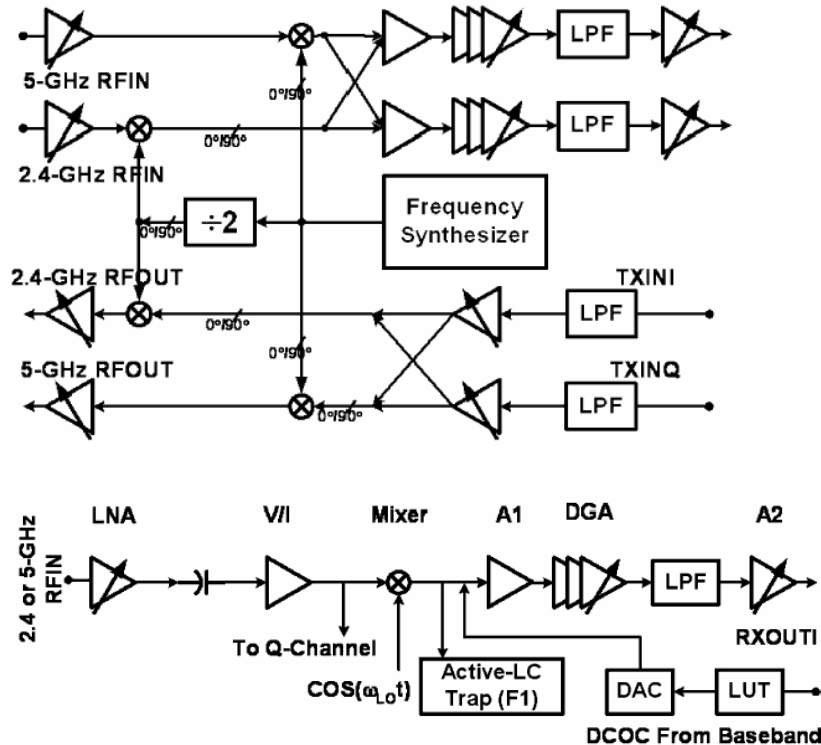 LPF
5-GHz RFIN
0°/90°
0°/90°
LPF
2.4-GHz RFIN
÷2
0°/90°
Frequency
Synthesizer
2.4-GHz RFOUT
TXINI
LPF
0°/90°
0°/90°
5-GHz RFOUT
TXINQ
LPF
0°/90°
LNA
V/I
Mixer
A1
DGA
A2
2.4 or 5-GHz
RFIN
LPF
To Q-Channel
RXOUTI
COS(ωLOt)
Active-LC
Trap (F1)
DAC
LUT
DCOC From Baseband